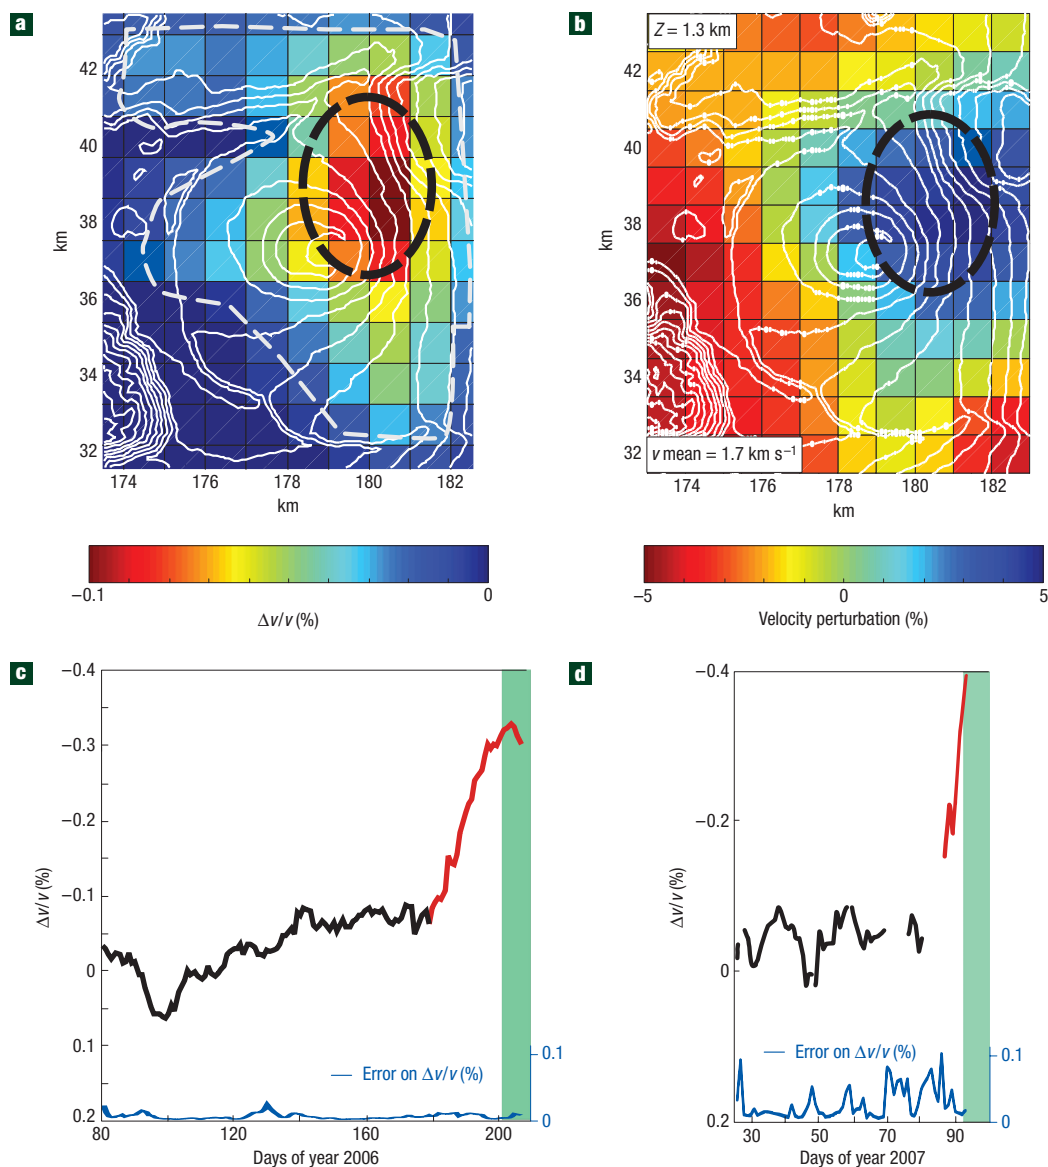 a
42
40
38
km
36
34
32
174 176 178 180 182
km
−0.1 0
Δv/v (%)
b
Z = 1.3 km
42
40
38
km
36
34
32
v mean = 1.7 km s⁻¹
174 176 178 180 182
km
−5 0 5
Velocity perturbation (%)
c
−0.4
−0.3
−0.2
−0.1
0
0.1
0.2
Δv/v (%)
Error on Δv/v (%)
0.1
0
80 120 160 200
Days of year 2006
d
−0.4
−0.2
0
0.2
Δv/v (%)
Error on Δv/v (%)
0.1
0
30 50 70 90
Days of year 2007